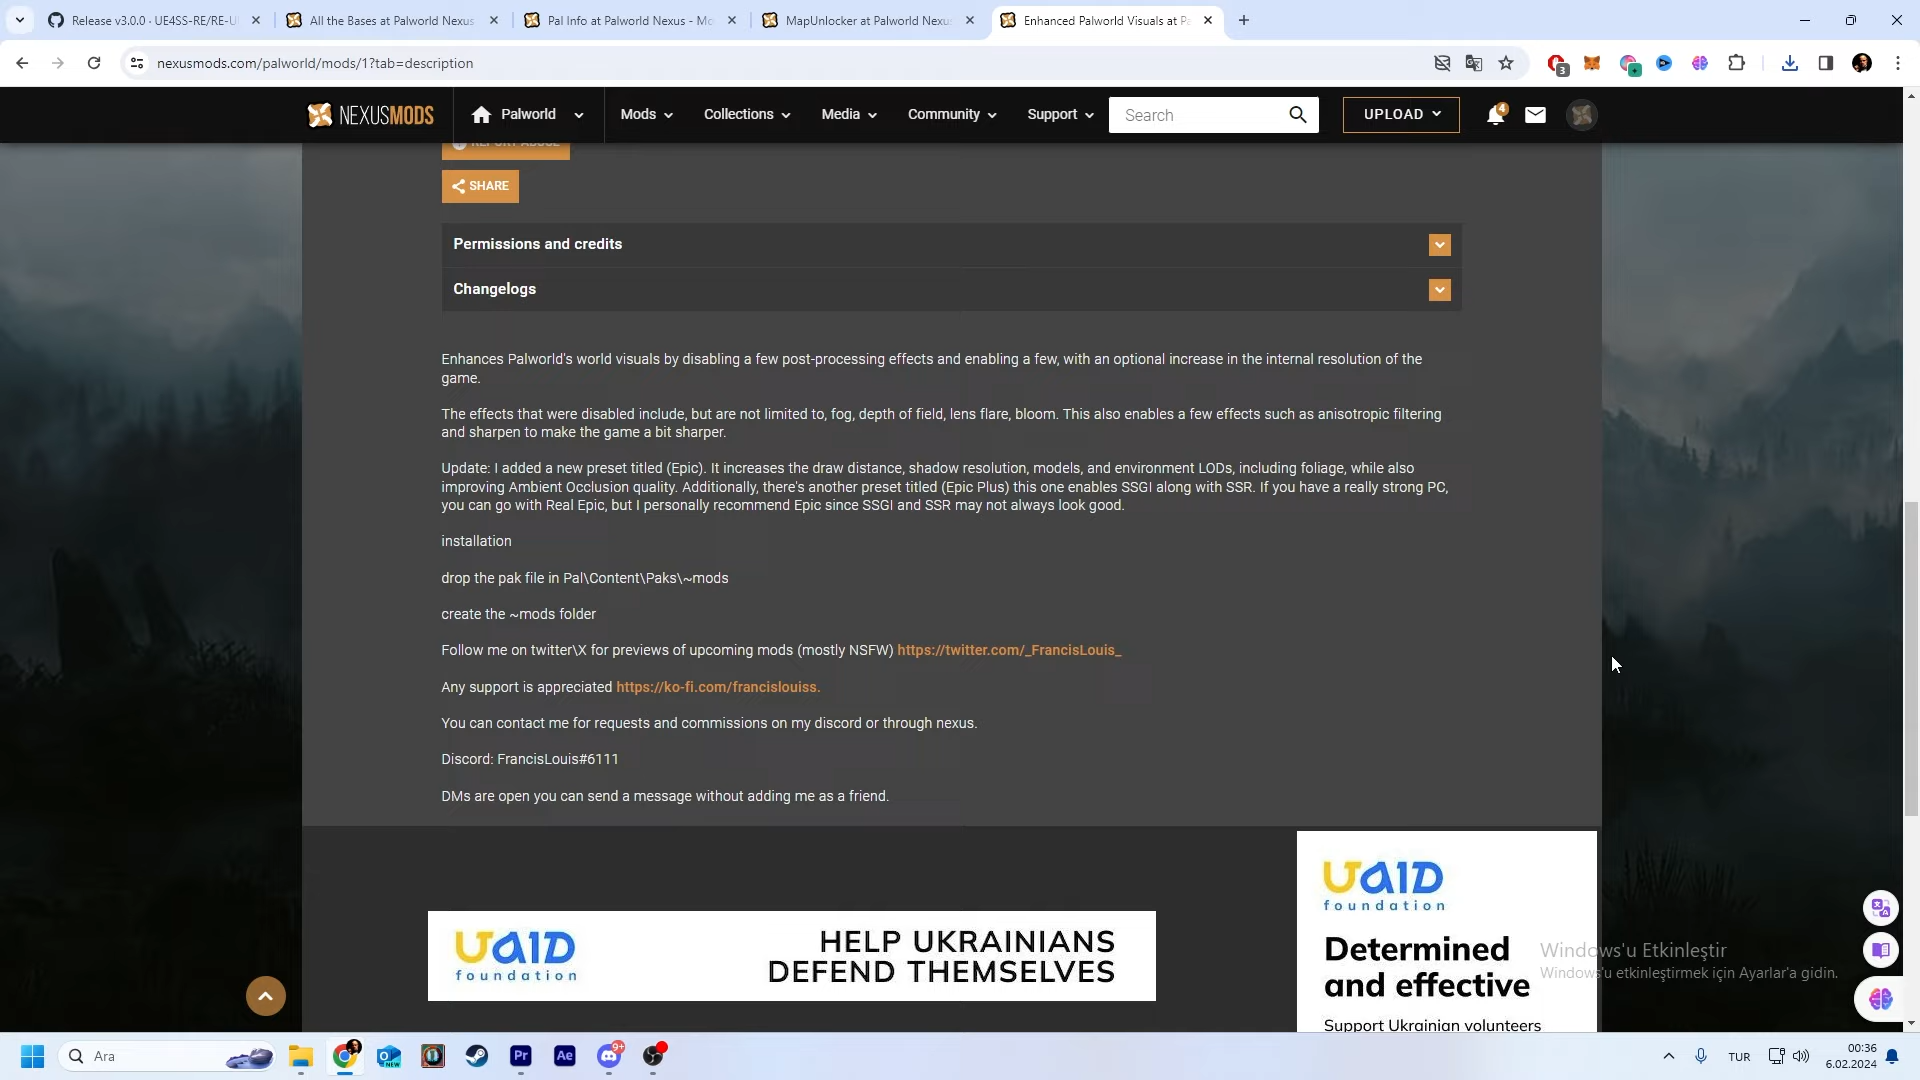 Release v3.0.0 · UE4SS-RE/RE-U
All the Bases at Palworld Nexus
Pal Info at Palworld Nexus - Mo
MapUnlocker at Palworld Nexu
Enhanced Palworld Visuals at Pa
nexusmods.com/palworld/mods/1?tab=description
3
NEXUSMODS
Palworld
Mods
Collections
Media
Community
Support
Search
UPLOAD
4
REPORT ABUSE
SHARE
Permissions and credits
Changelogs
Enhances Palworld's world visuals by disabling a few post-processing effects and enabling a few, with an optional increase in the internal resolution of the
game.
The effects that were disabled include, but are not limited to, fog, depth of field, lens flare, bloom. This also enables a few effects such as anisotropic filtering
and sharpen to make the game a bit sharper.
Update: I added a new preset titled (Epic). It increases the draw distance, shadow resolution, models, and environment LODs, including foliage, while also
improving Ambient Occlusion quality. Additionally, there's another preset titled (Epic Plus) this one enables SSGI along with SSR. If you have a really strong PC,
you can go with Real Epic, but I personally recommend Epic since SSGI and SSR may not always look good.
installation
drop the pak file in Pal\Content\Paks\~mods
create the ~mods folder
Follow me on twitter\X for previews of upcoming mods (mostly NSFW) https://twitter.com/_FrancisLouis_
Any support is appreciated https://ko-fi.com/francislouiss.
You can contact me for requests and commissions on my discord or through nexus.
Discord: FrancisLouis#6111
DMs are open you can send a message without adding me as a friend.
UAID
foundation
HELP UKRAINIANS
DEFEND THEMSELVES
UAID
foundation
Determined
and effective
Support Ukrainian volunteers
Windows'u Etkinleştir
Windows'u etkinleştirmek için Ayarlar'a gidin.
Ara
NEW
Pr
Ae
9+
TUR
00:36
6.02.2024